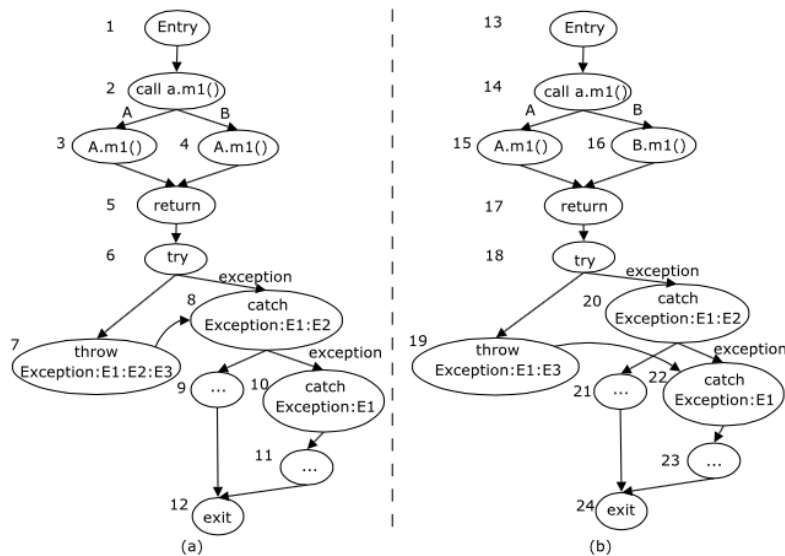 1
Entry
2
call a.m1()
A
B
3
A.m1()
4
A.m1()
5
return
6
try
exception
8
catch
Exception:E1:E2
7
throw
Exception:E1:E2:E3
exception
9
...
10
catch
Exception:E1
11
...
12
exit
(a)
13
Entry
14
call a.m1()
A
B
15
A.m1()
16
B.m1()
17
return
18
try
exception
20
catch
Exception:E1:E2
19
throw
Exception:E1:E3
exception
21
...
22
catch
Exception:E1
23
...
24
exit
(b)